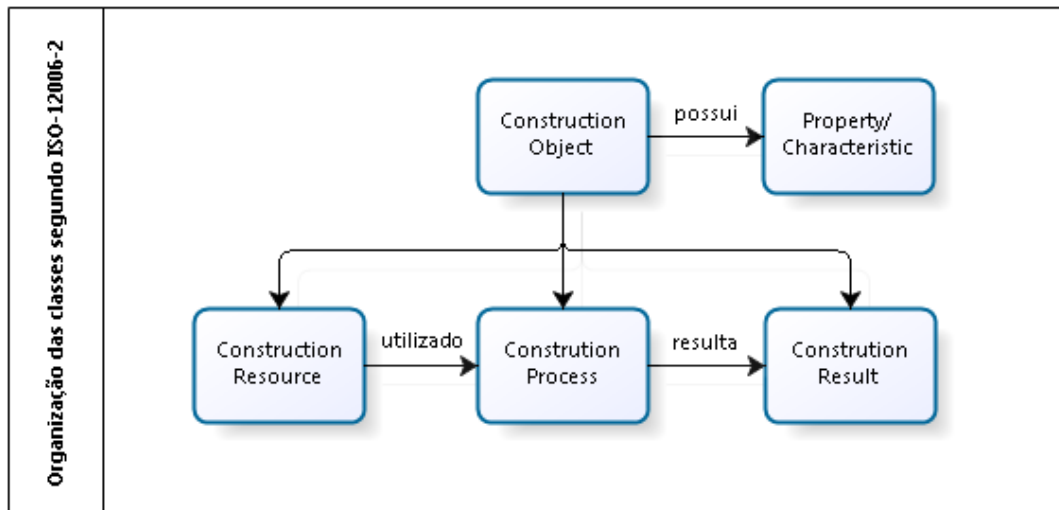 Organização das classes segundo ISO-12006-2
Construction
Object
possui
Property/
Characteristic
Construction
Resource
utilizado
Constrution
Process
resulta
Constrution
Result